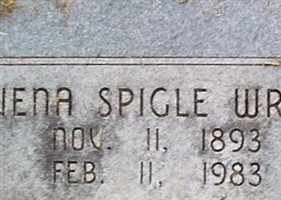 ENA SPIGLE WR
NOV. 11, 1893
FEB. 11, 1983